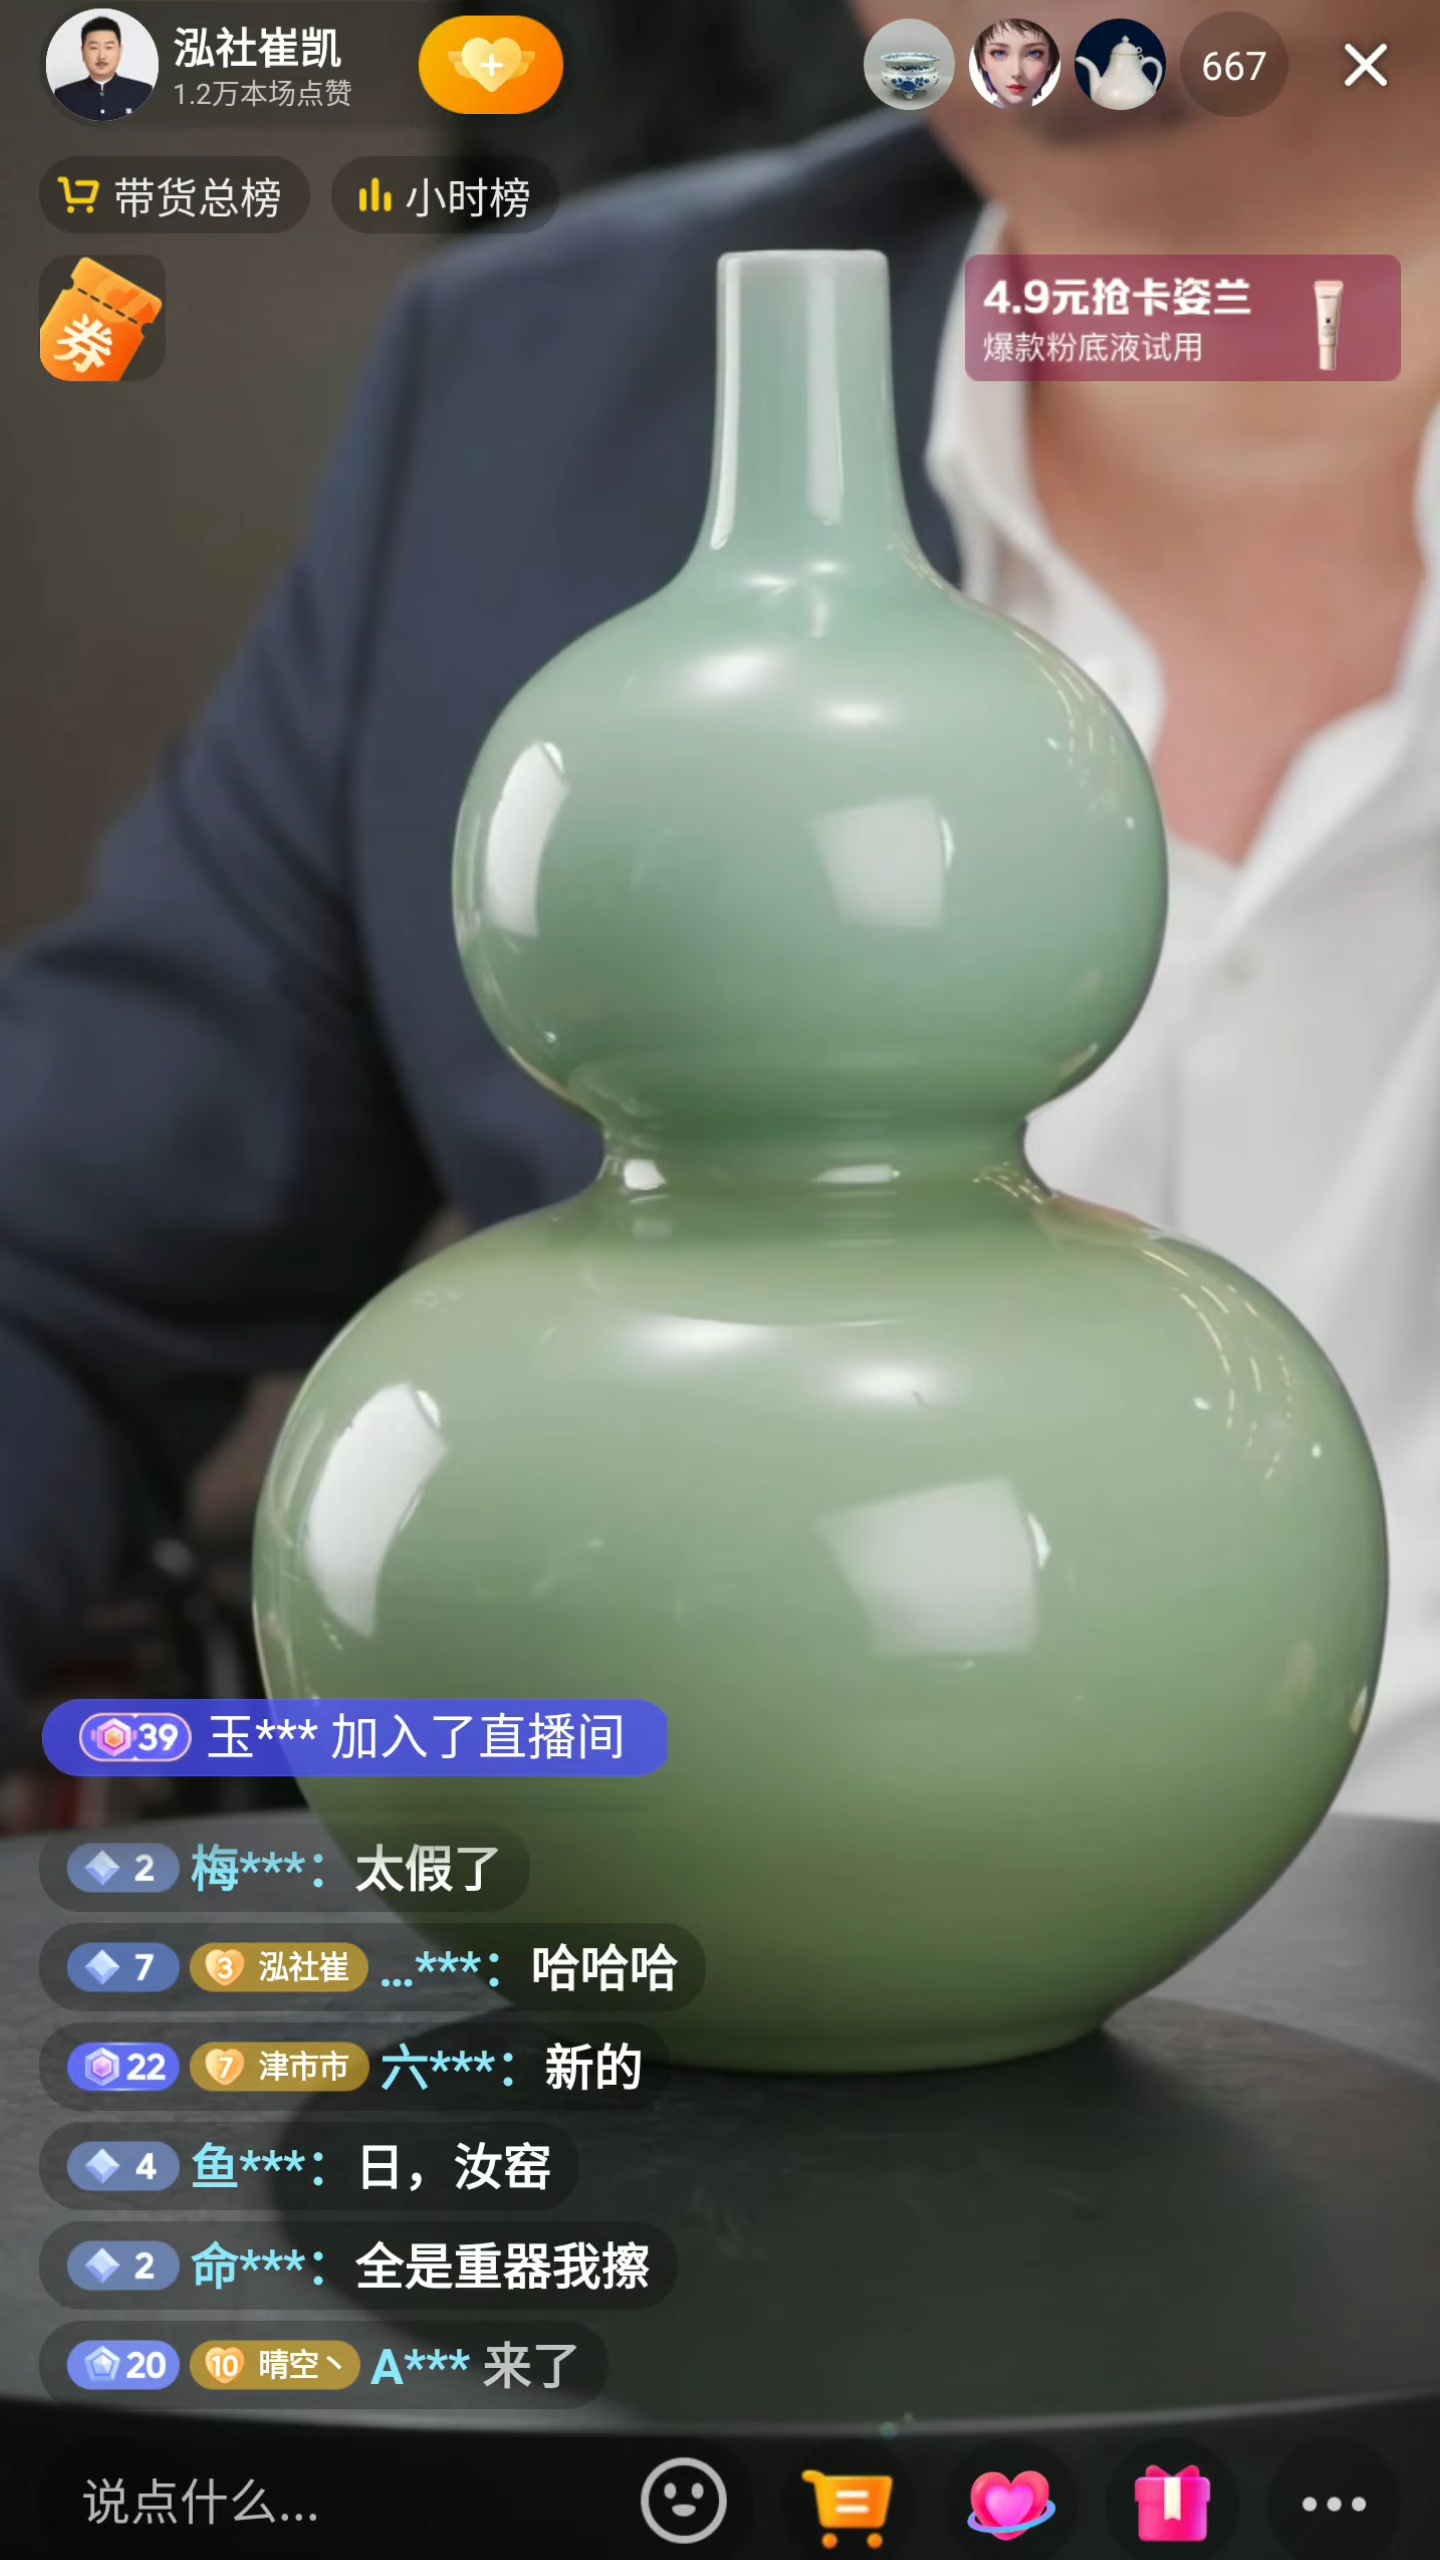 泓社崔凯
1.2万本场点赞
667
带货总榜
小时榜
券
4.9元抢卡姿兰
爆款粉底液试用
39 玉*** 加入了直播间
2 梅***：太假了
7 3 泓社崔 ...***：哈哈哈
22 7 津市市 六***：新的
4 鱼***：日，汝窑
2 命***：全是重器我擦
20 10 晴空丶 A*** 来了
说点什么...